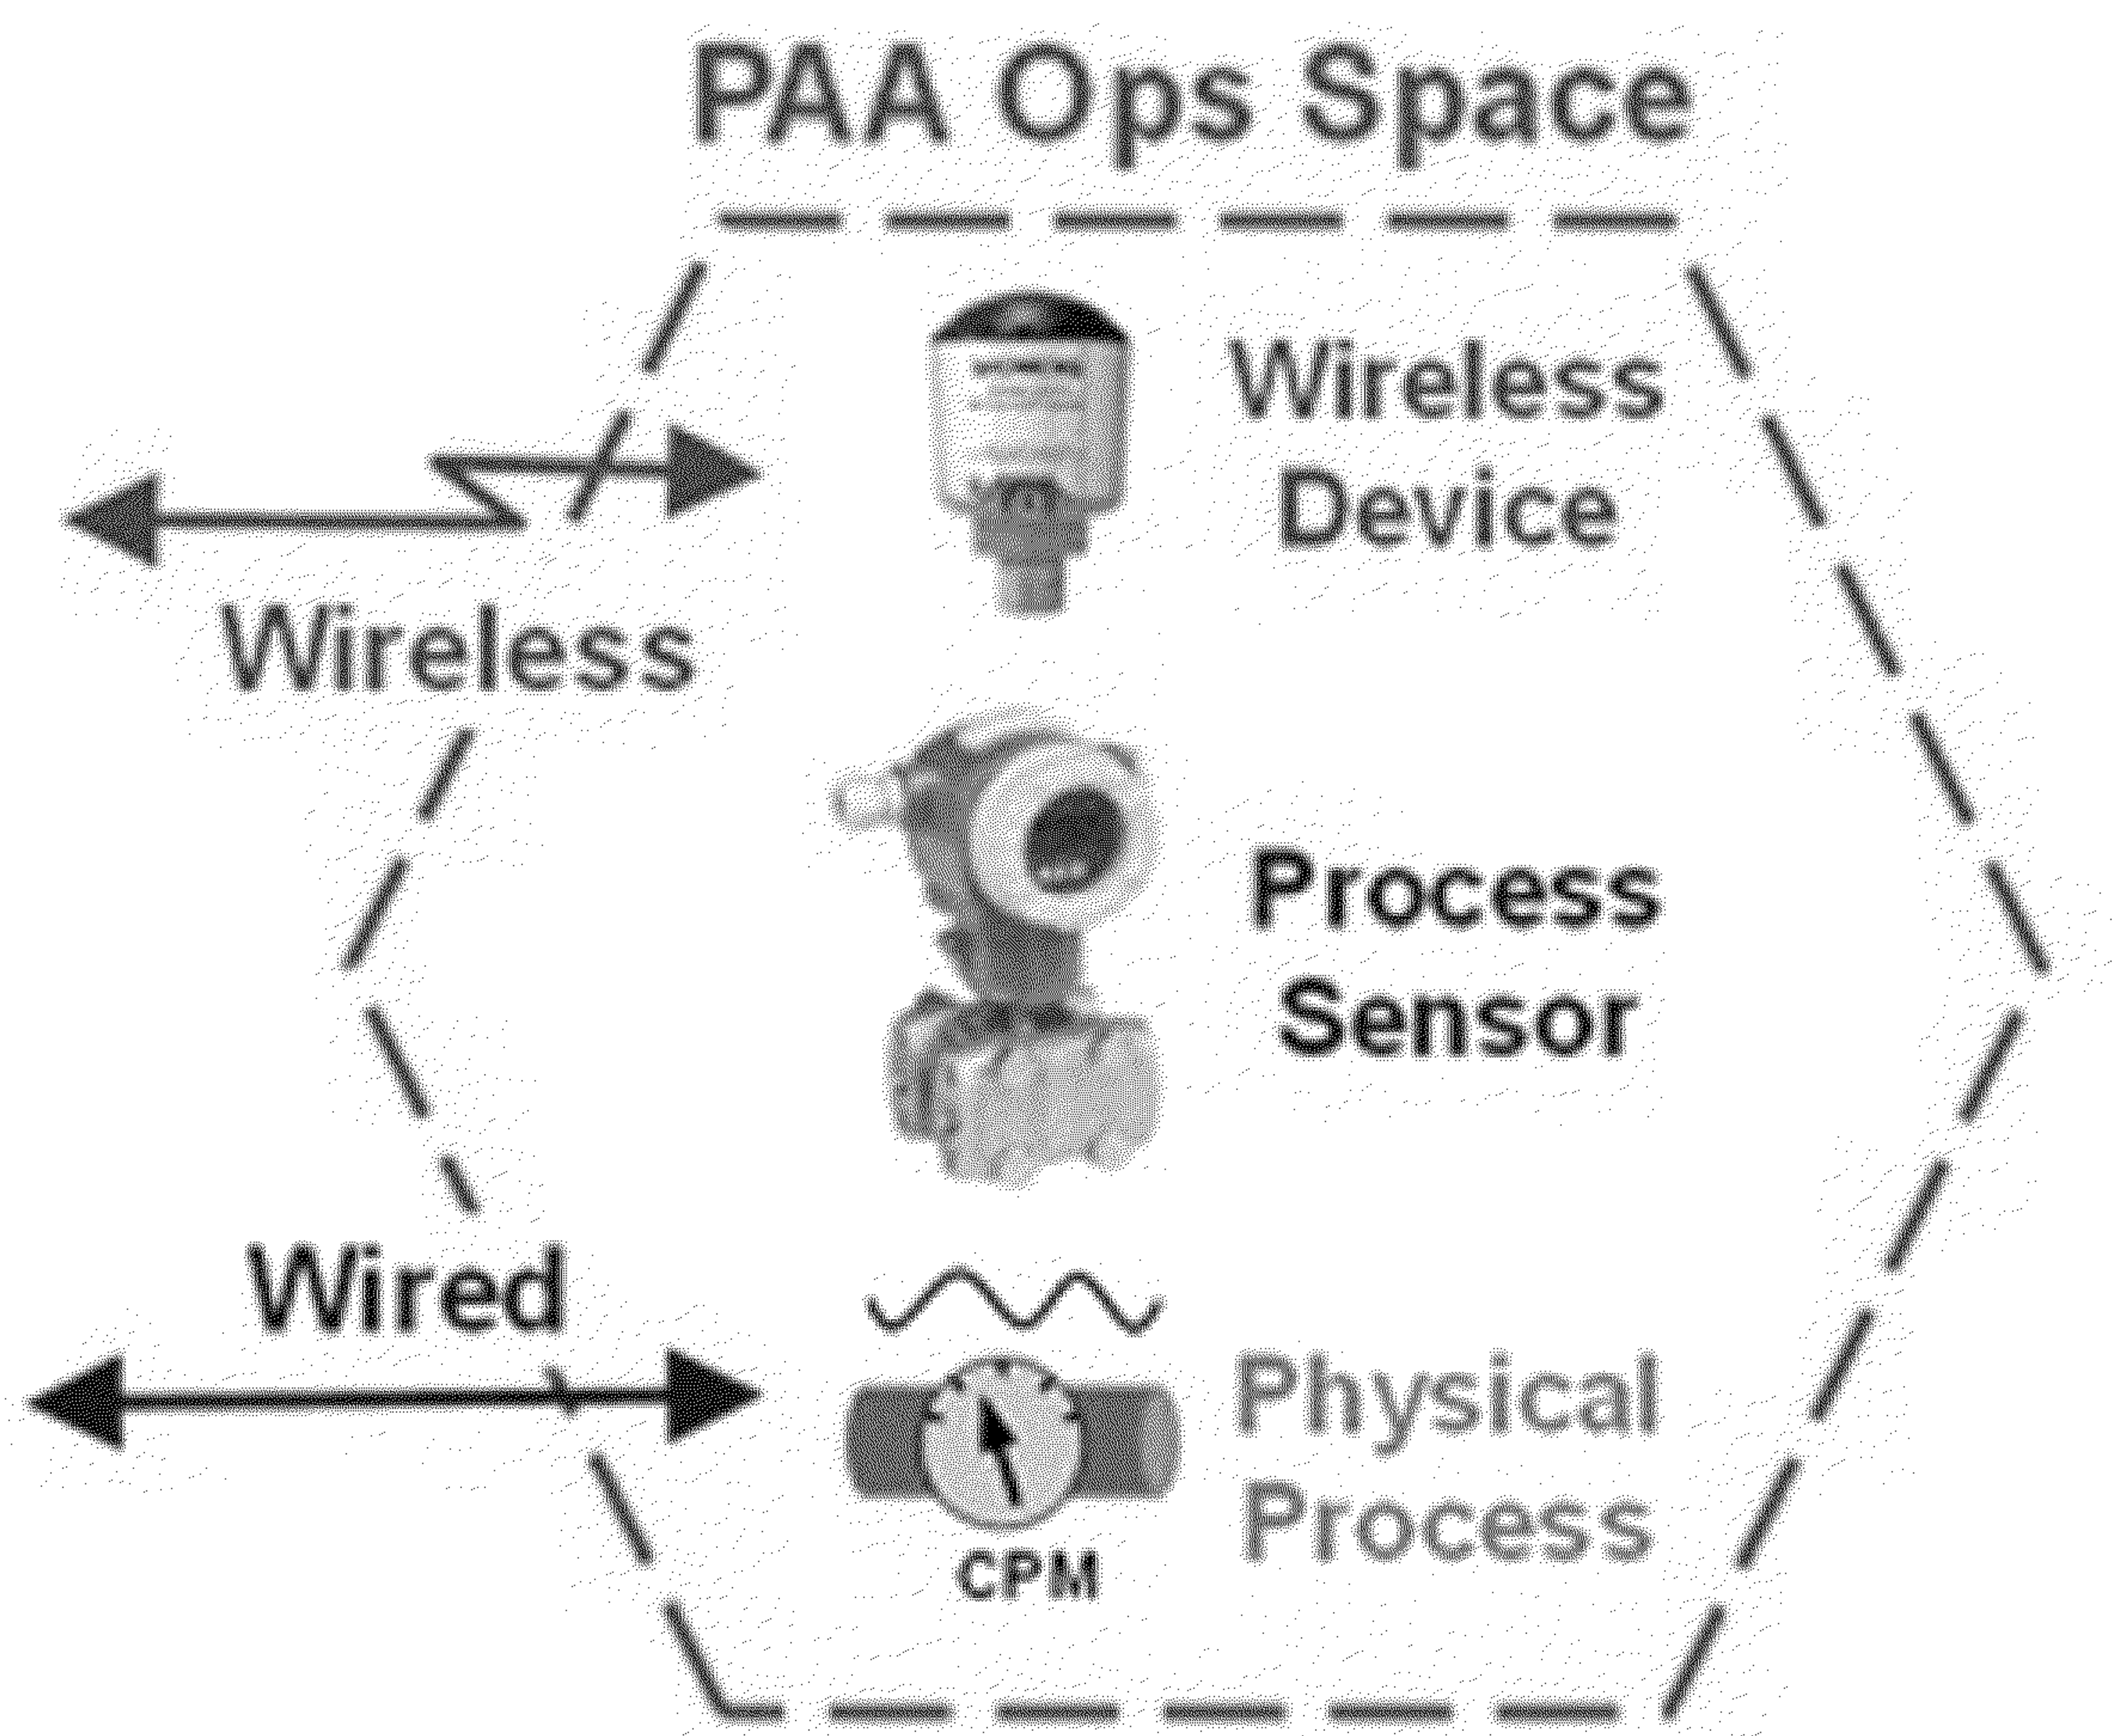 PAA Ops Space
Wireless
Device
Wireless
Process
Sensor
Wired
Physical
Process
CPM